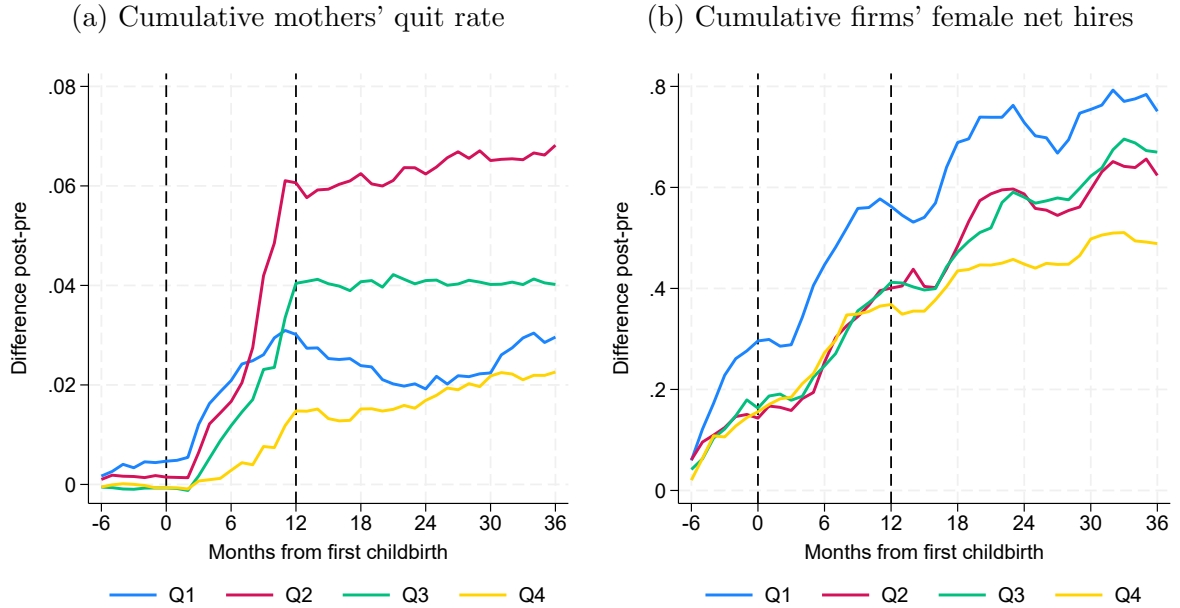 (a) Cumulative mothers' quit rate
.08
.06
.04
.02
0
Difference post-pre
-6 0 6 12 18 24 30 36
Months from first childbirth
Q1 Q2 Q3 Q4
(b) Cumulative firms' female net hires
.8
.6
.4
.2
0
Difference post-pre
-6 0 6 12 18 24 30 36
Months from first childbirth
Q1 Q2 Q3 Q4